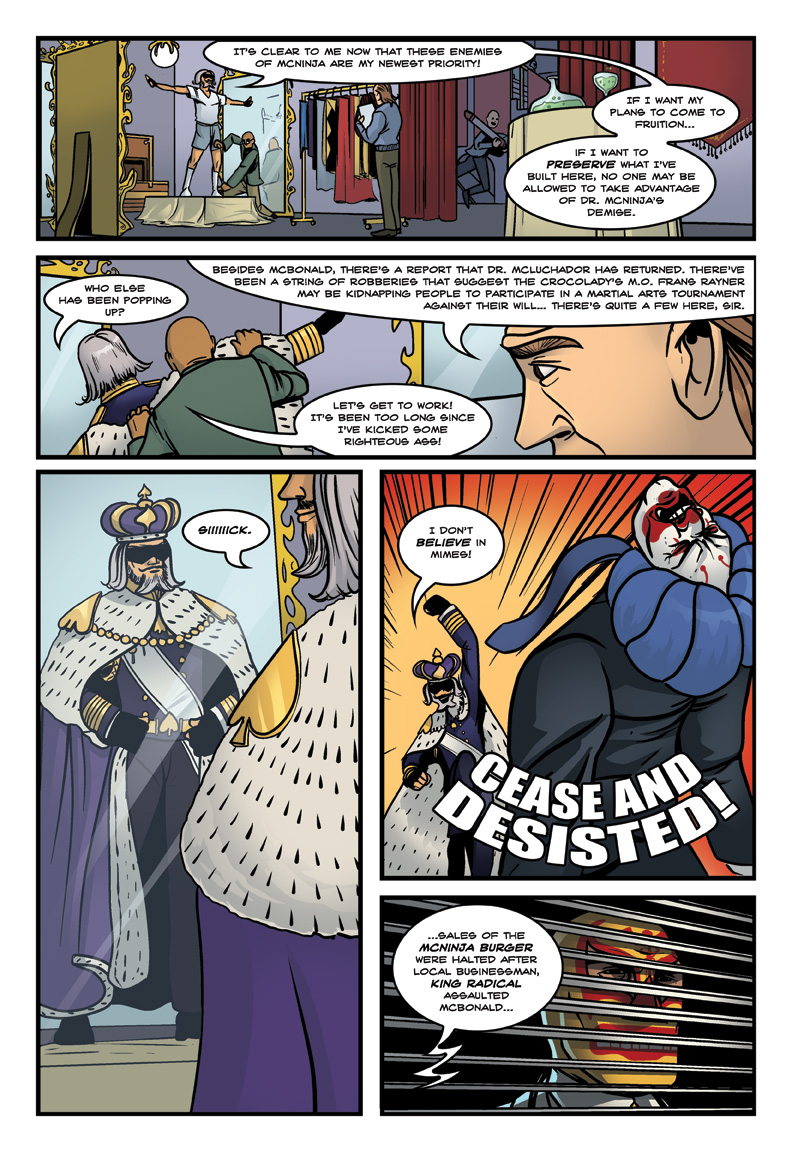 IT'S CLEAR TO ME NOW THAT THESE ENEMIES
OF MCNINJA ARE MY NEWEST PRIORITY!
IF I WANT MY
PLANS TO COME TO
FRUITION...
IF I WANT TO
PRESERVE WHAT I'VE
BUILT HERE, NO ONE MAY BE
ALLOWED TO TAKE ADVANTAGE
OF DR. MCNINJA'S
DEMISE.
WHO ELSE
HAS BEEN POPPING
UP?
BESIDES MCBONALD, THERE'S A REPORT THAT DR. MCLUCHADOR HAS RETURNED. THERE'VE
BEEN A STRING OF ROBBERIES THAT SUGGEST THE CROCOLADY'S M.O. FRANS RAYNER
MAY BE KIDNAPPING PEOPLE TO PARTICIPATE IN A MARTIAL ARTS TOURNAMENT
AGAINST THEIR WILL... THERE'S QUITE A FEW HERE, SIR.
LET'S GET TO WORK!
IT'S BEEN TOO LONG SINCE
I'VE KICKED SOME
RIGHTEOUS ASS!
SIIIIIICK.
I DON'T
BELIEVE IN
MIMES!
CEASE AND
DESISTED!
...SALES OF THE
MCNINJA BURGER
WERE HALTED AFTER
LOCAL BUSINESSMAN,
KING RADICAL
ASSAULTED
MCBONALD...